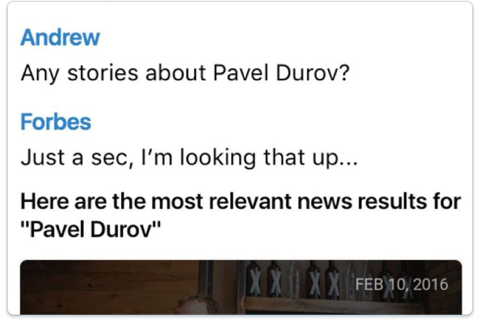 Andrew
Any stories about Pavel Durov?
Forbes
Just a sec, I’m looking that up...
Here are the most relevant news results for
"Pavel Durov"
FEB 10, 2016